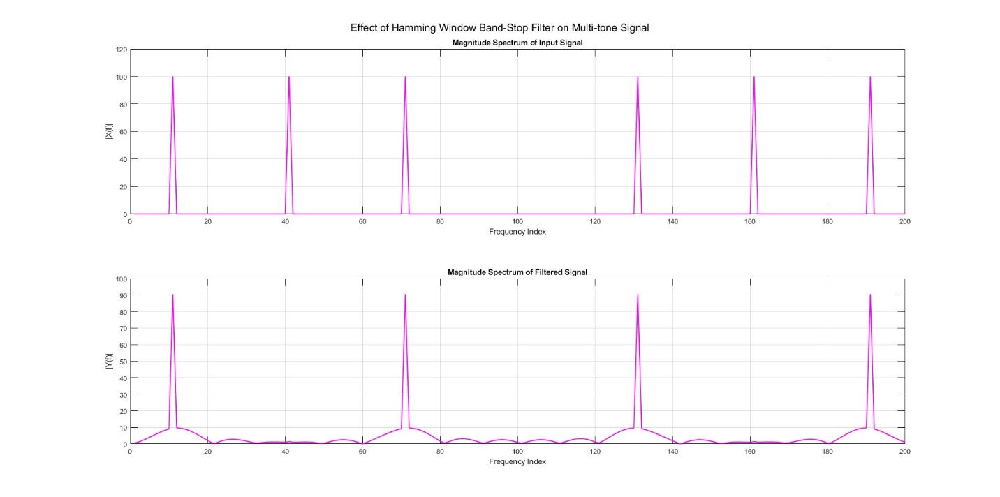 Effect of Hamming Window Band-Stop Filter on Multi-tone Signal
Magnitude Spectrum of Input Signal
120
100
80
60
40
20
0
|X(f)|
0 20 40 60 80 100 120 140 160 180 200
Frequency Index
Magnitude Spectrum of Filtered Signal
100
90
80
70
60
50
40
30
20
10
0
|Y(f)|
0 20 40 60 80 100 120 140 160 180 200
Frequency Index